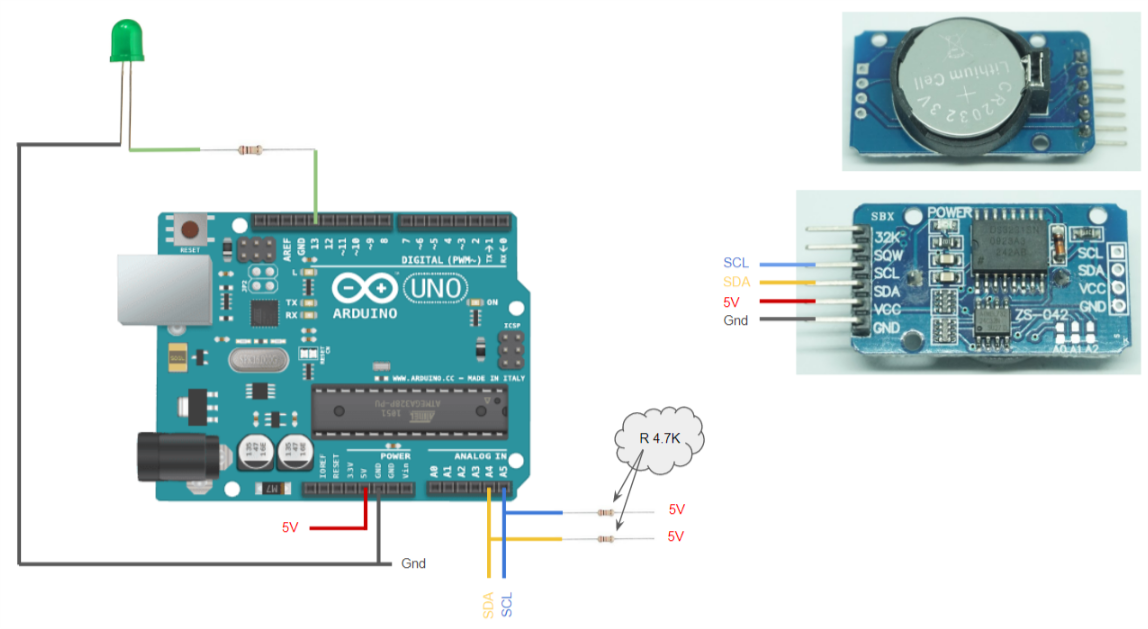 CR2032 3V
Lithium Cell
+
SBX
POWER
32K
SQW
SCL
SDA
VCC
GND
SCL
SDA
VCC
GND
ZS-042
A0 A1 A2
SCL
SDA
5V
Gnd
RESET
AREF
GND
13
12
~11
~10
~9
8
7
~6
~5
4
~3
2
TX→1
RX←0
DIGITAL (PWM~)
L
TX
RX
ARDUINO
UNO
ON
ICSP
WWW.ARDUINO.CC — MADE IN ITALY
ATMEGA328P-PU
1051
POWER
ANALOG IN
IOREF
RESET
3.3V
5V
GND
GND
Vin
A0
A1
A2
A3
A4
A5
R 4.7K
5V
5V
5V
Gnd
SDA
SCL